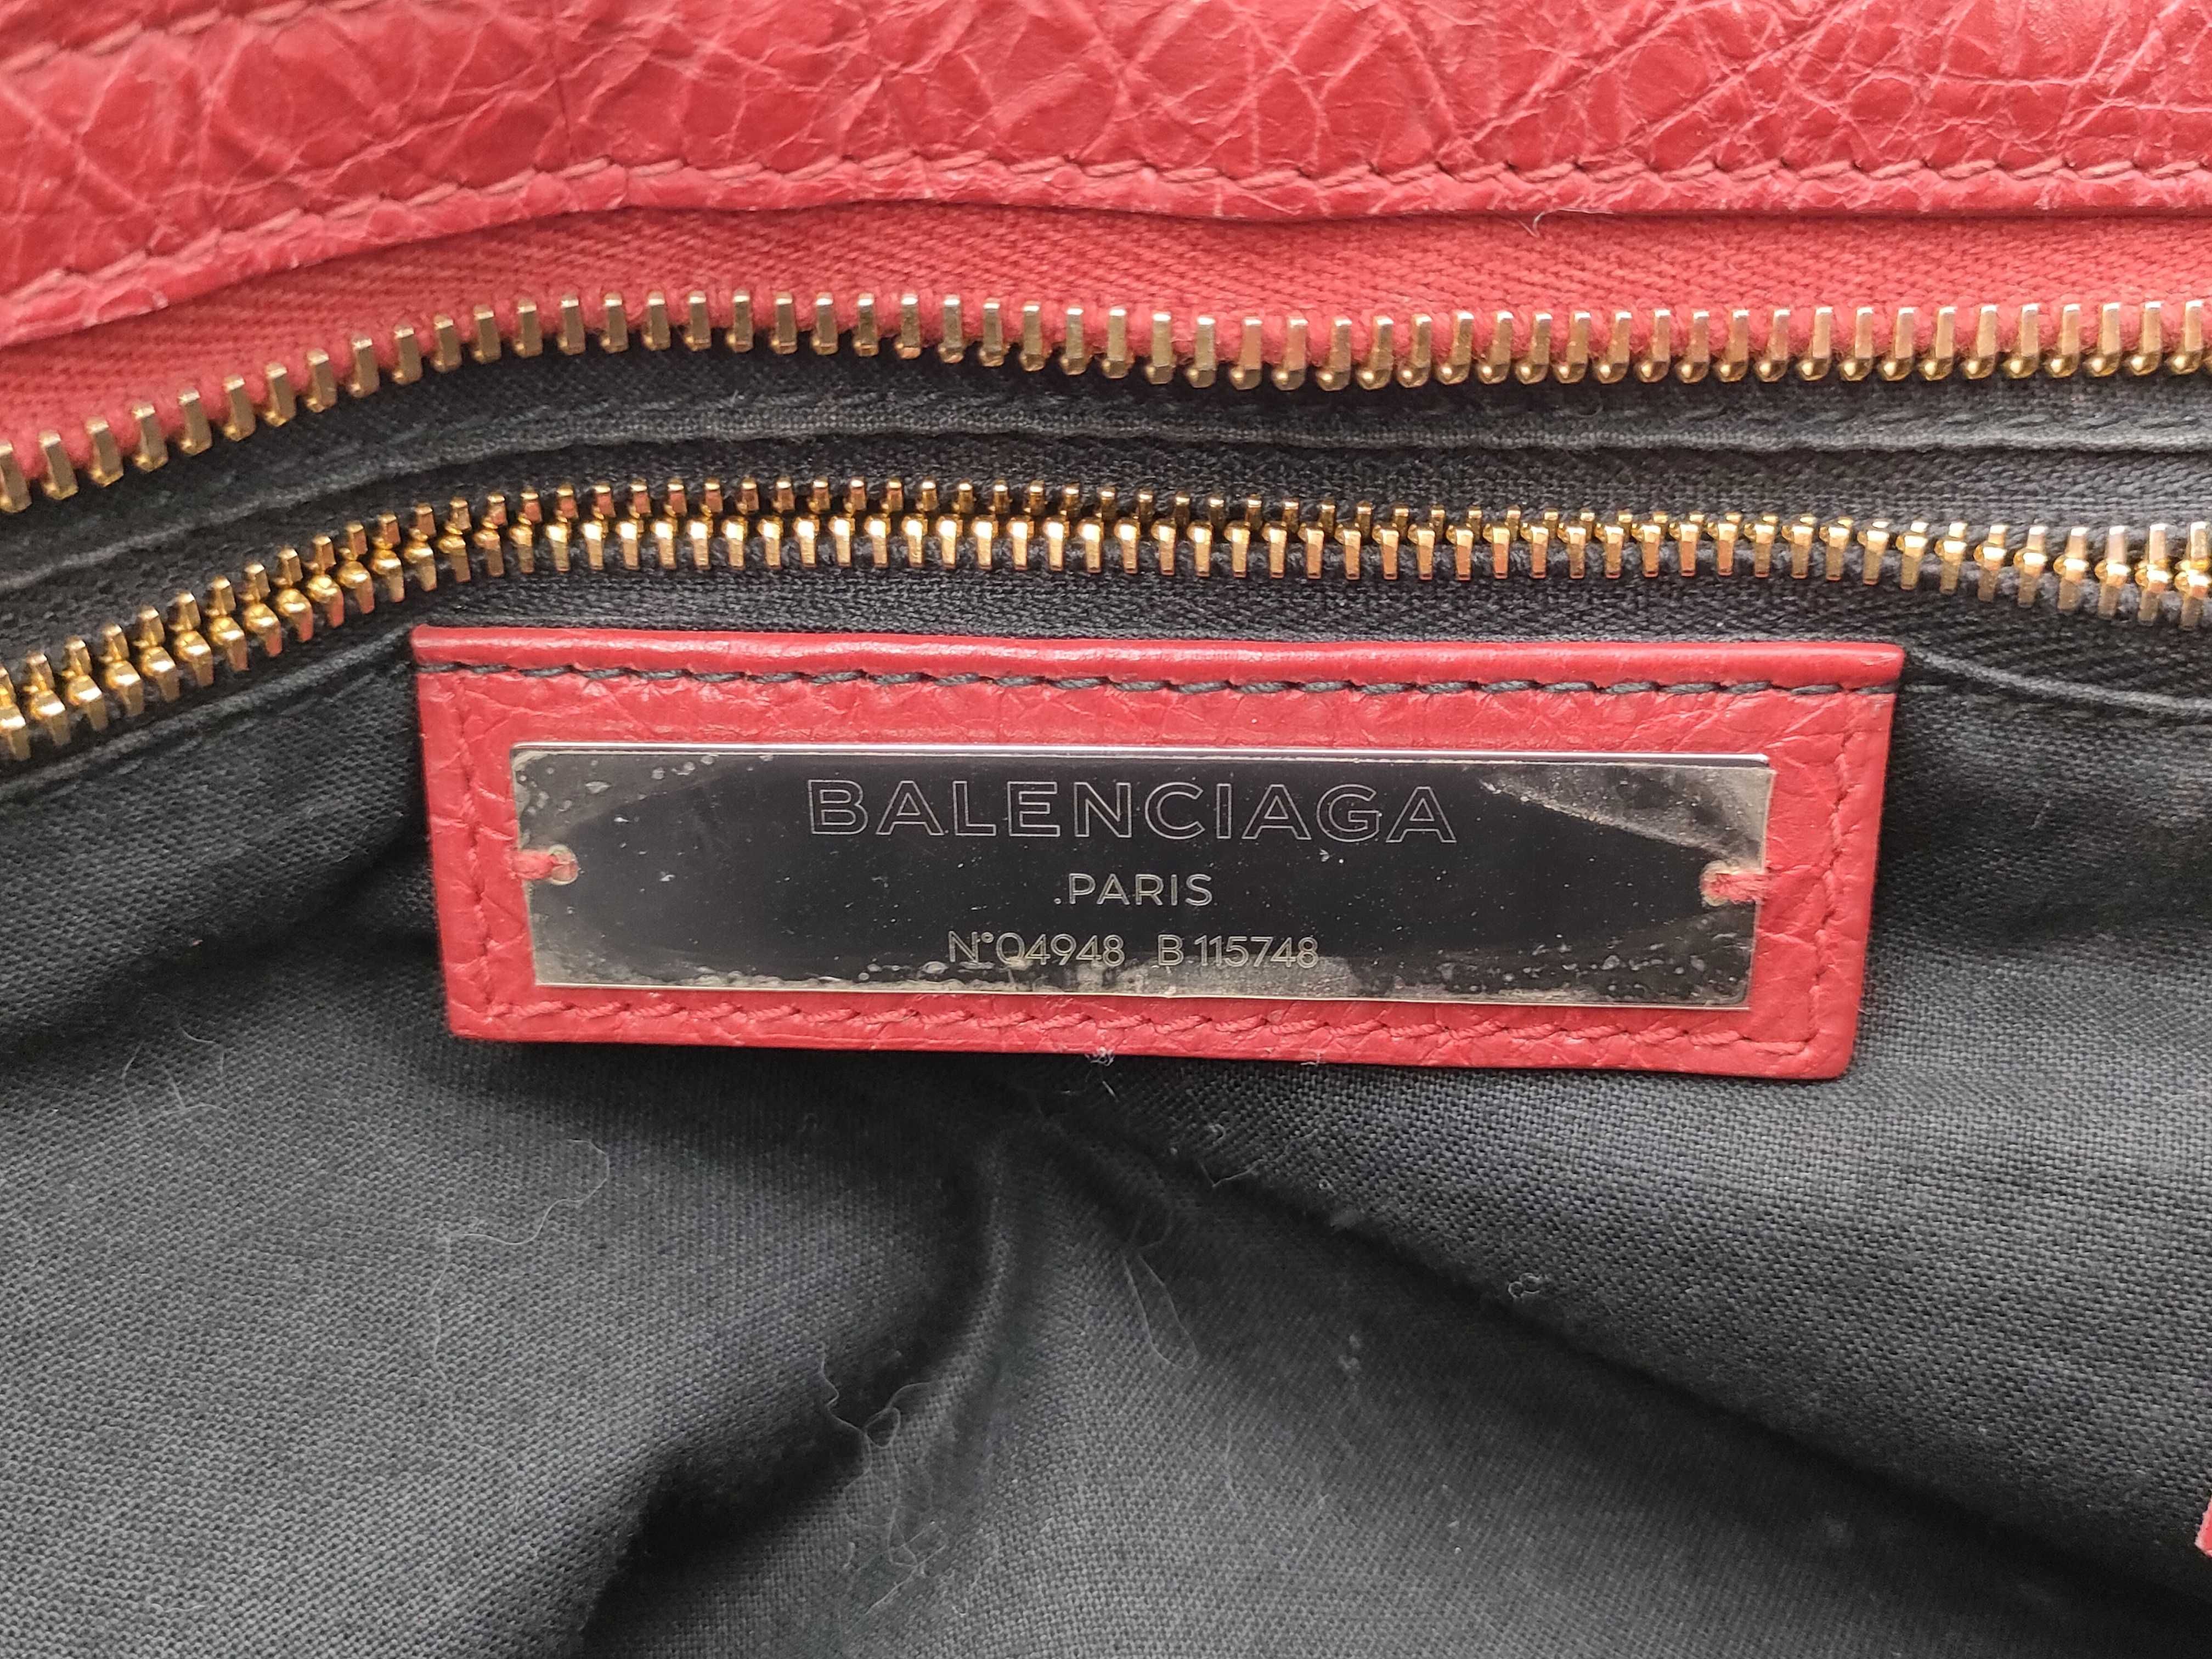 BALENCIAGA
.PARIS
N°Q4948 B 115748